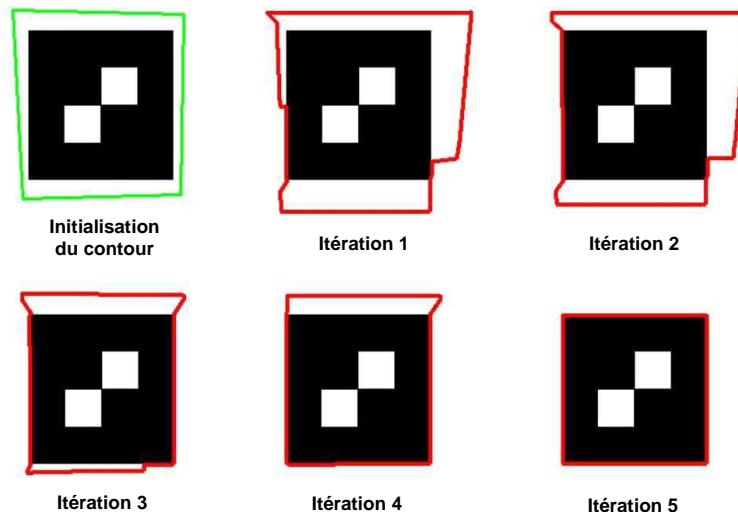 Initialisation
du contour
Itération 1
Itération 2
Itération 3
Itération 4
Itération 5